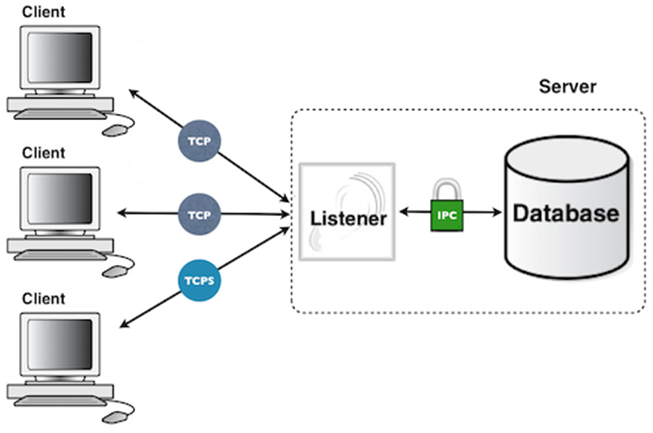 Client
Server
TCP
Client
Listener
IPC
Database
TCP
TCPS
Client